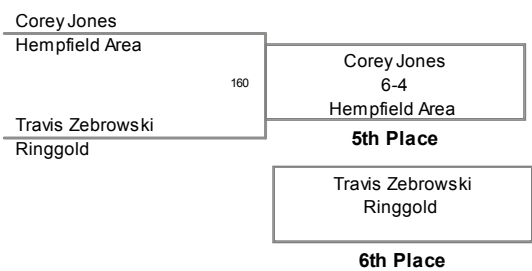 Corey Jones
Hempfield Area
160
Travis Zebrowski
Ringgold
Corey Jones
6-4
Hempfield Area
5th Place
Travis Zebrowski
Ringgold
6th Place